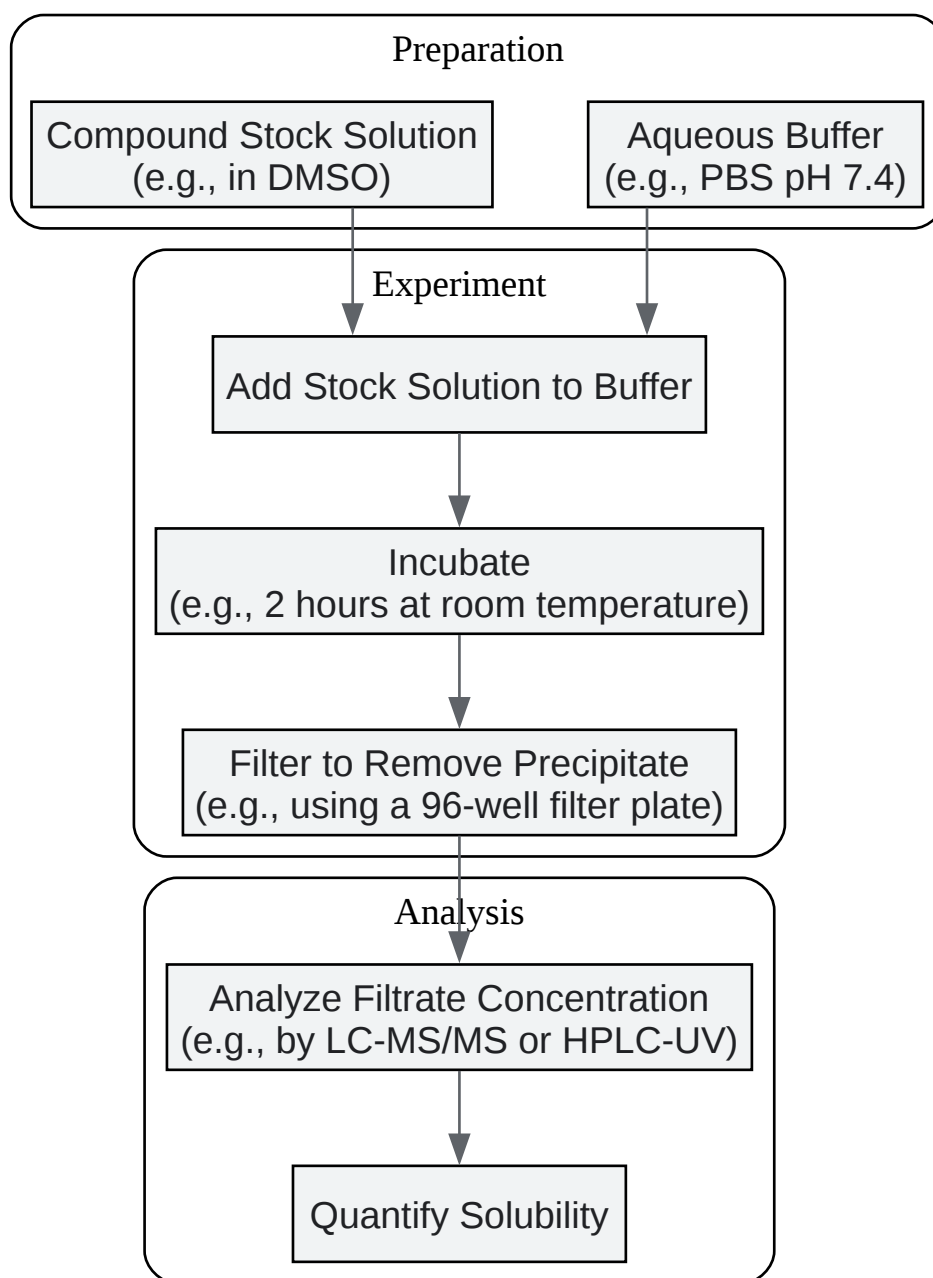 Preparation
Compound Stock Solution
(e.g., in DMSO)
Aqueous Buffer
(e.g., PBS pH 7.4)
Experiment
Add Stock Solution to Buffer
Incubate
(e.g., 2 hours at room temperature)
Filter to Remove Precipitate
(e.g., using a 96-well filter plate)
Analysis
Analyze Filtrate Concentration
(e.g., by LC-MS/MS or HPLC-UV)
Quantify Solubility